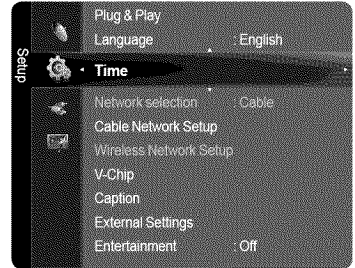 Setup
Plug & Play
Language : English
Time
Network selection : Cable
Cable Network Setup
Wireless Network Setup
V-Chip
Caption
External Settings
Entertainment : Off